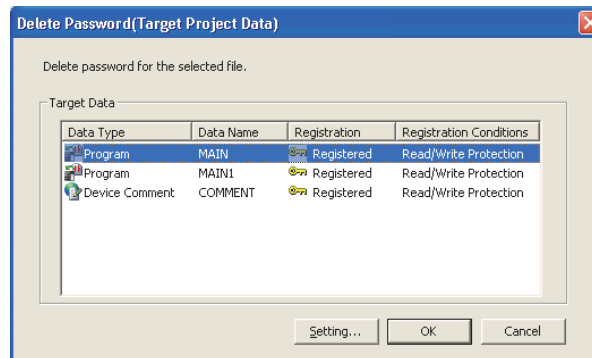 Delete Password(Target Project Data)
Delete password for the selected file.
Target Data
Data Type Data Name Registration Registration Conditions
Program MAIN Registered Read/Write Protection
Program MAIN1 Registered Read/Write Protection
Device Comment COMMENT Registered Read/Write Protection
Setting... OK Cancel